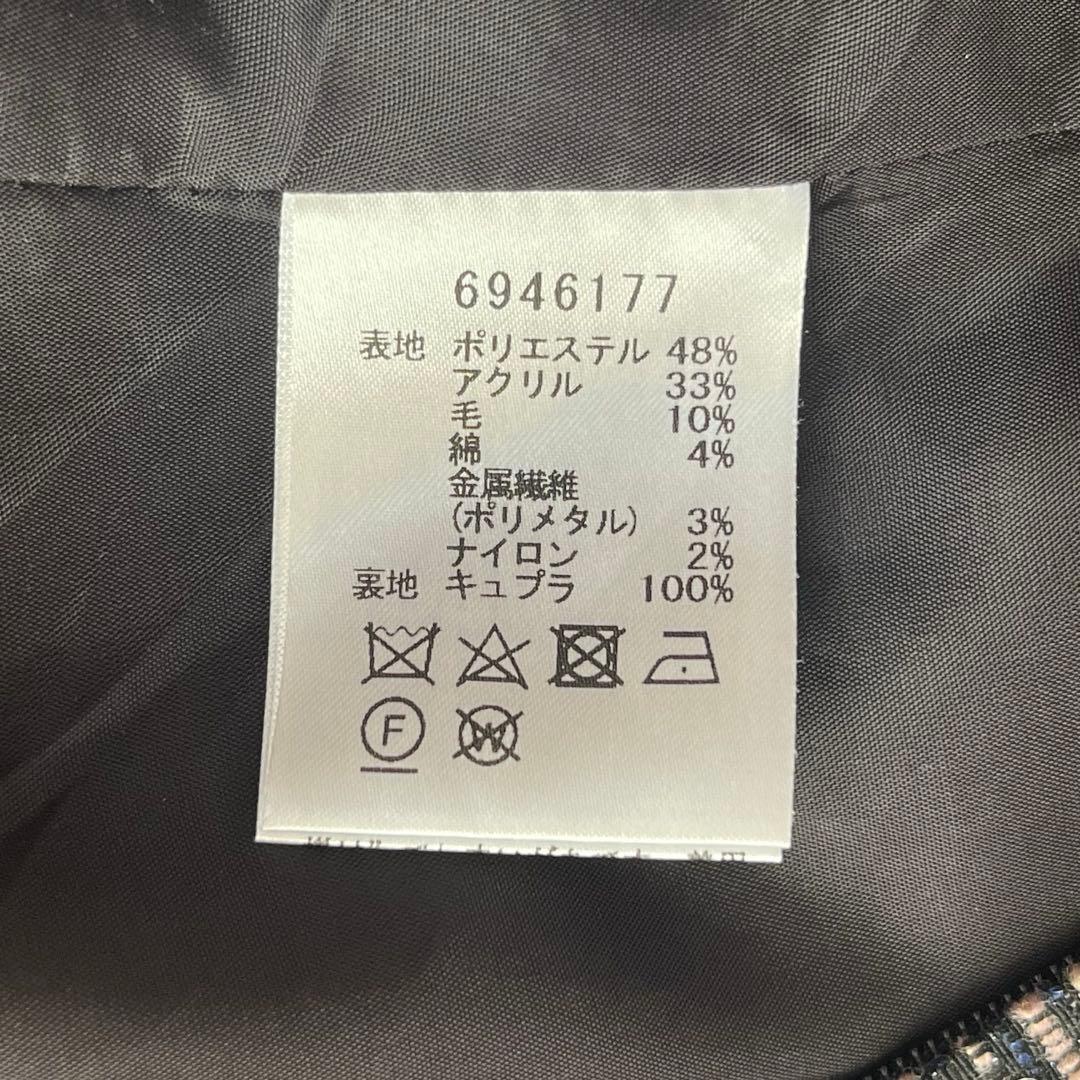 6946177
表地 ポリエステル 48%
アクリル 33%
毛 10%
綿 4%
金属繊維
(ポリメタル) 3%
ナイロン 2%
裏地 キュプラ 100%
F
W